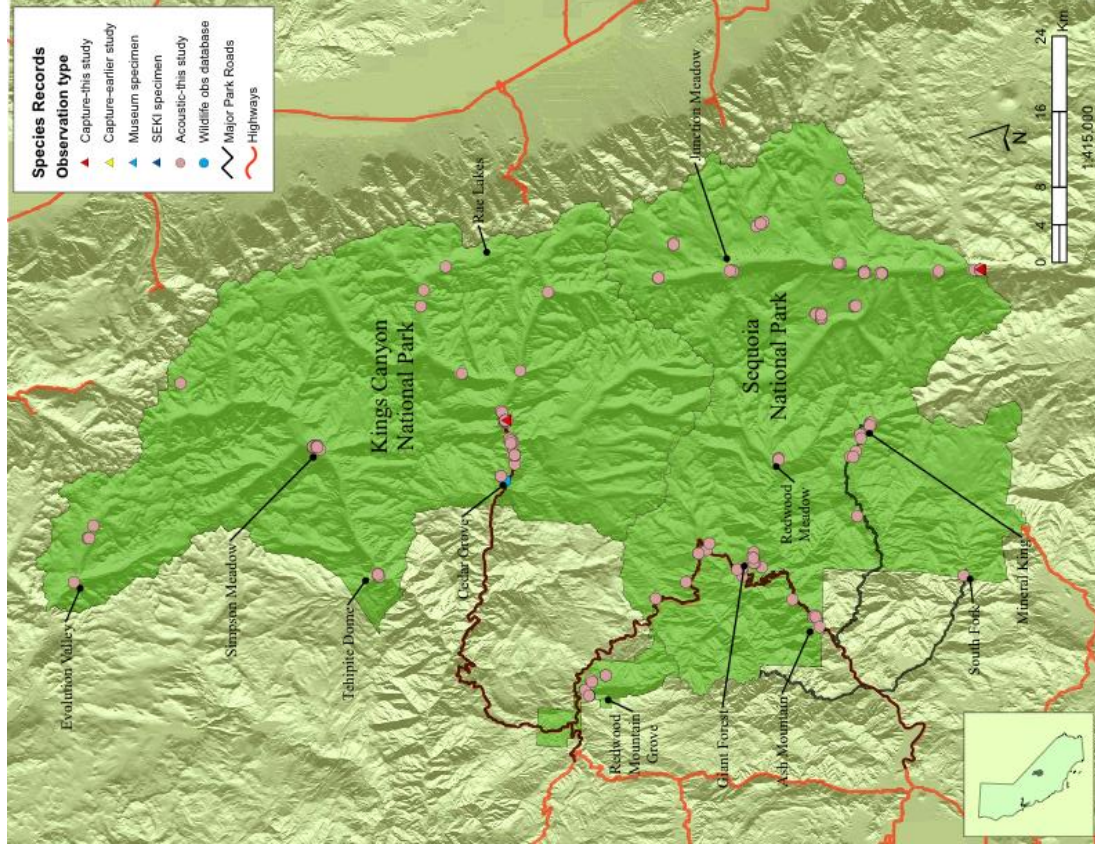 Species Records
Observation type
Capture-this study
Capture-earlier study
Museum specimen
SEKI specimen
Acoustic-this study
Wildlife obs database
Major Park Roads
Highways
Evolution Valley
Simpson Meadow
Tehipite Dome
Kings Canyon
National Park
Rae Lakes
Cedar Grove
Redwood
Mountain
Grove
Giant Forest
Ash Mountain
Redwood
Meadow
Sequoia
National Park
Junction Meadow
Mineral King
South Fork
N
0 4 8 16 24
Km
1:415,000